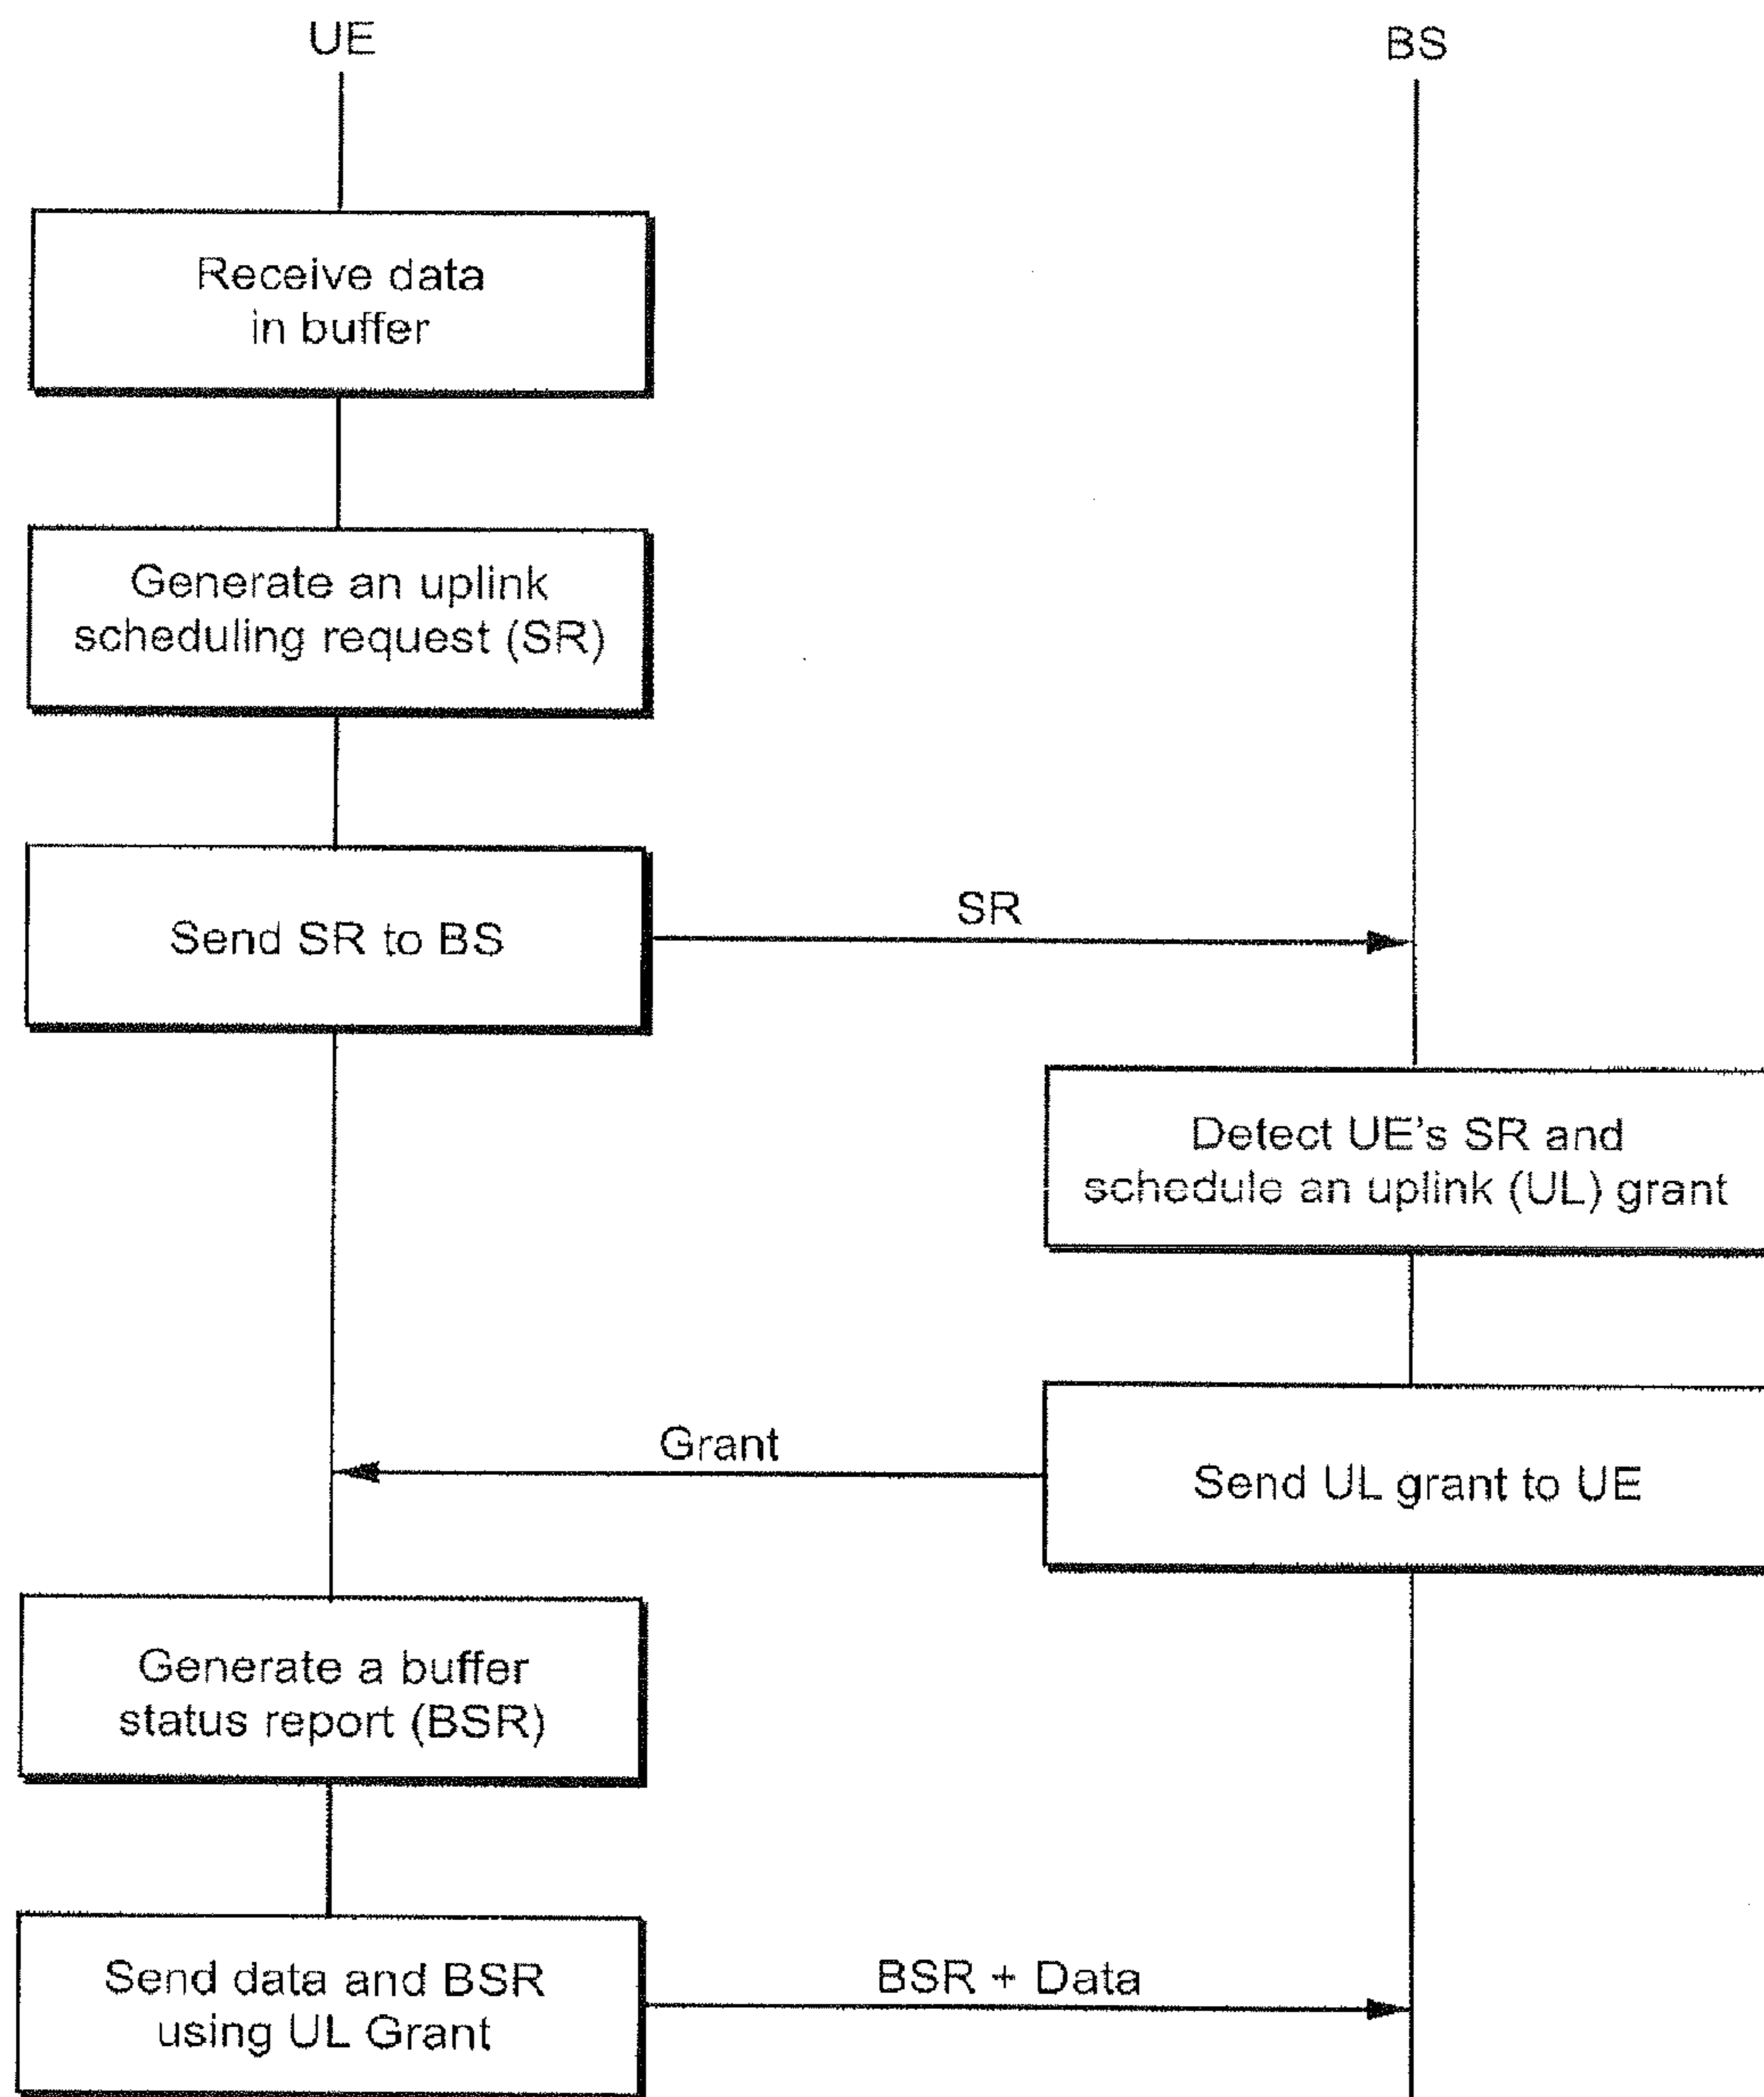 UE
BS
Receive data
in buffer
Generate an uplink
scheduling request (SR)
Send SR to BS
SR
Detect UE's SR and
schedule an uplink (UL) grant
Grant
Send UL grant to UE
Generate a buffer
status report (BSR)
Send data and BSR
using UL Grant
BSR + Data